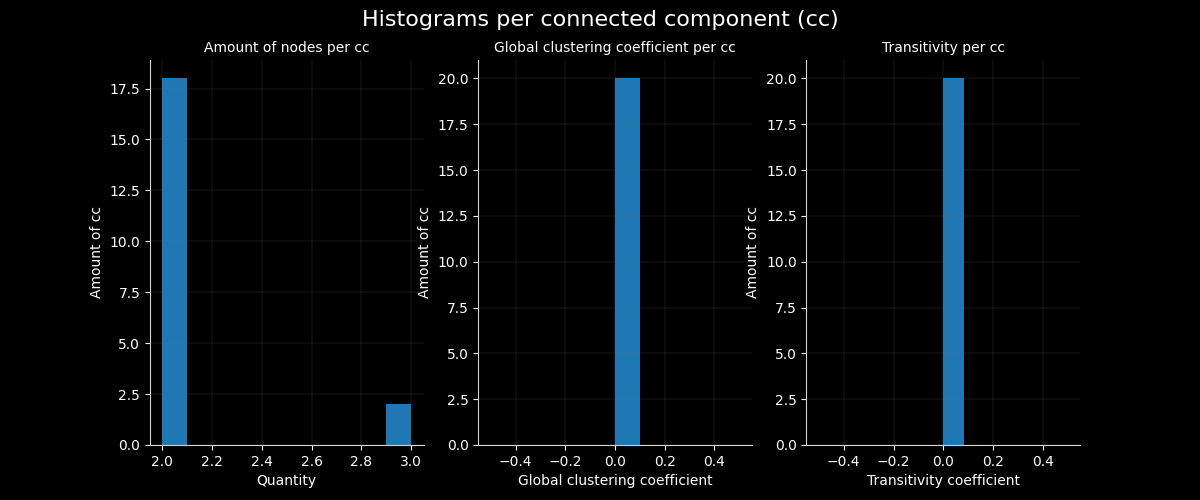 Histograms per connected component (cc)
Amount of nodes per cc
Global clustering coefficient per cc
Transitivity per cc
Amount of cc
17.5
15.0
12.5
10.0
7.5
5.0
2.5
0.0
2.0 2.2 2.4 2.6 2.8 3.0
Quantity
Amount of cc
20.0
17.5
15.0
12.5
10.0
7.5
5.0
2.5
0.0
−0.4 −0.2 0.0 0.2 0.4
Global clustering coefficient
Amount of cc
20.0
17.5
15.0
12.5
10.0
7.5
5.0
2.5
0.0
−0.4 −0.2 0.0 0.2 0.4
Transitivity coefficient